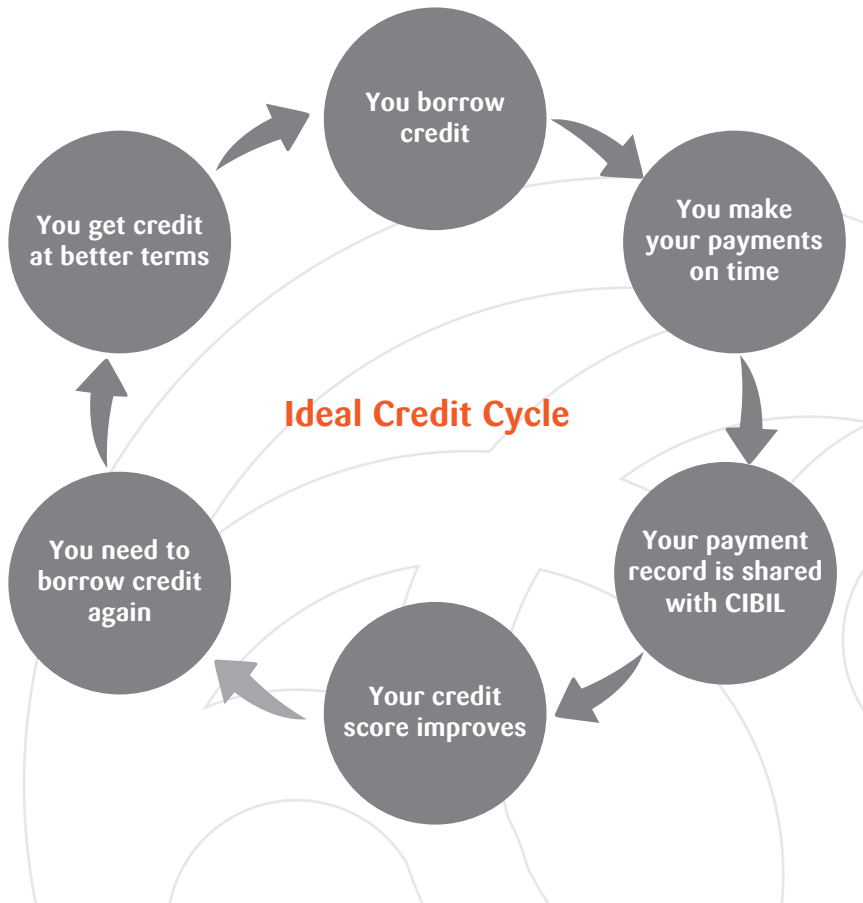 You borrow
credit
You make
your payments
on time
Your payment
record is shared
with CIBIL
Your credit
score improves
You need to
borrow credit
again
You get credit
at better terms
Ideal Credit Cycle